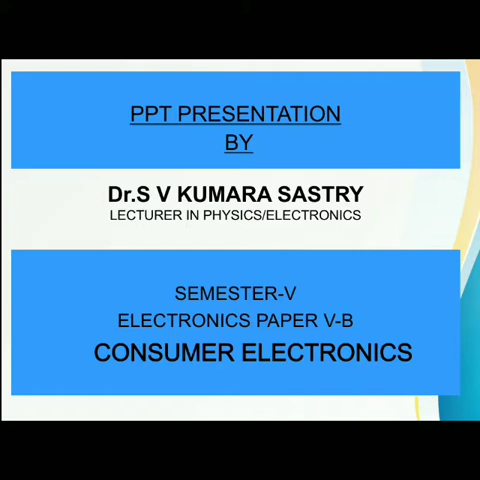 PPT PRESENTATION
BY
Dr.S V KUMARA SASTRY
LECTURER IN PHYSICS/ELECTRONICS
SEMESTER-V
ELECTRONICS PAPER V-B
CONSUMER ELECTRONICS